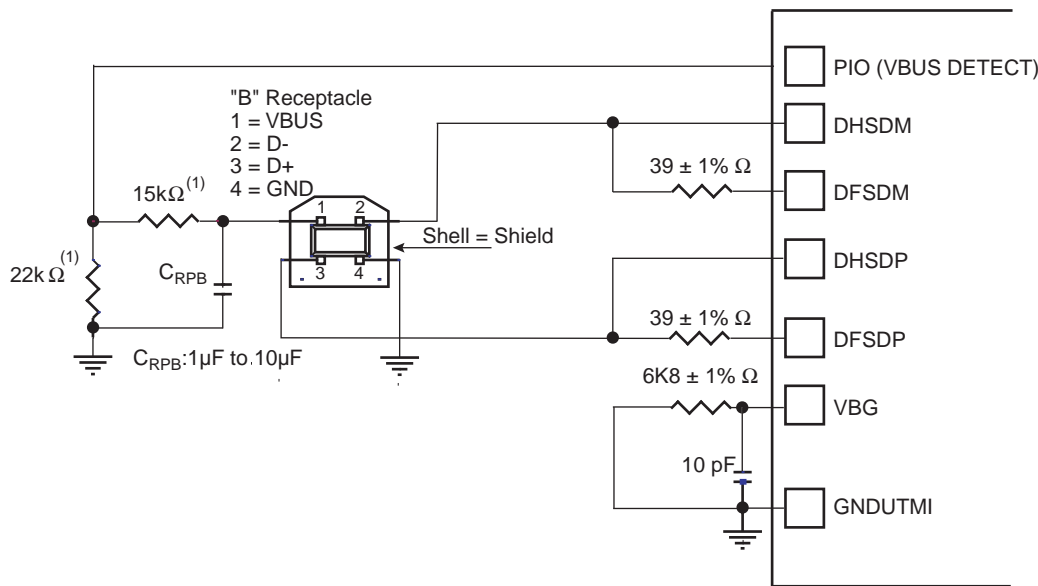 PIO (VBUS DETECT)
"B" Receptacle
1 = VBUS
2 = D-
3 = D+
4 = GND
DHSDM
39 ± 1% Ω
DFSDM
15kΩ(1)
1 2
3 4
Shell = Shield
DHSDP
22k Ω(1)
CRPB
39 ± 1% Ω
DFSDP
CRPB:1µF to 10µF
6K8 ± 1% Ω
VBG
10 pF
GNDUTMI